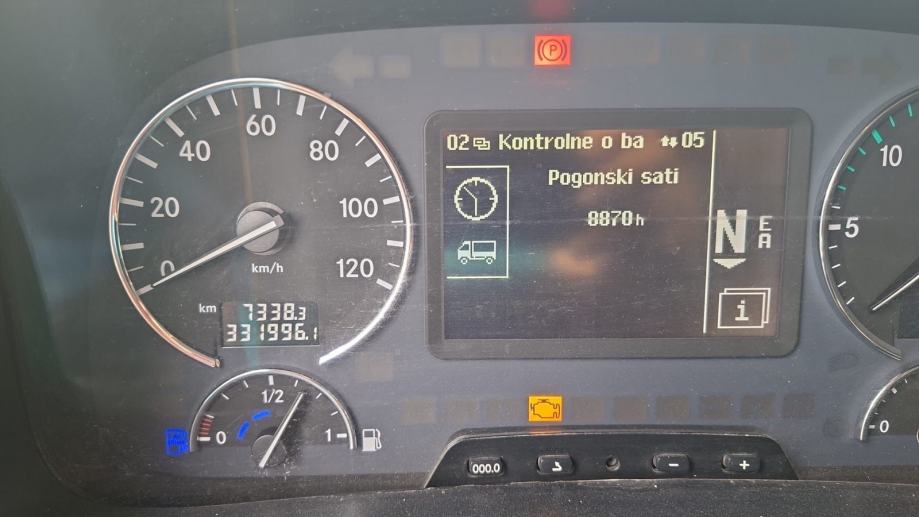 P
02 Kontrolne o ba 05
Pogonski sati
8870 h
N E
A
i
0 20 40 60 80 100 120
km/h
km 7338.3
331996.1
0 1/2 1
5 10
0
000.0 - +